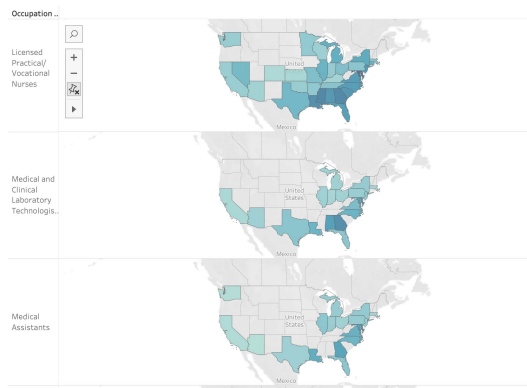 Occupation ..
Licensed
Practical/
Vocational
Nurses
United
Mexico
Medical and
Clinical
Laboratory
Technologis..
United
States
Mexico
Medical
Assistants
United
States
Mexico